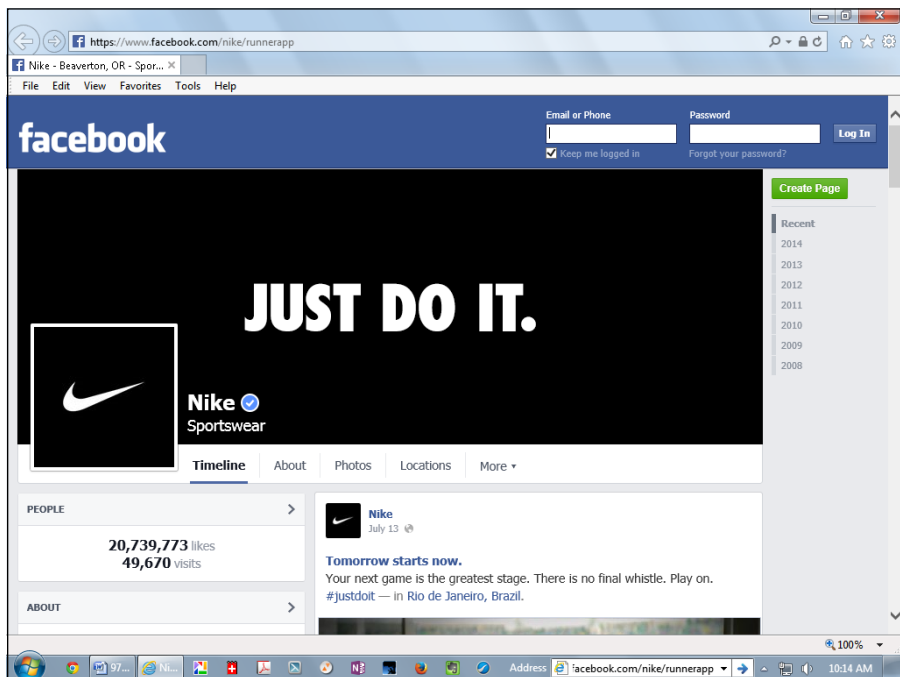 https://www.facebook.com/nike/runnerapp
Nike - Beaverton, OR - Spor...
File Edit View Favorites Tools Help
facebook
Email or Phone
Password
Log In
Keep me logged in
Forgot your password?
Create Page
Recent
2014
2013
2012
2011
2010
2009
2008
JUST DO IT.
Nike
Sportswear
Timeline About Photos Locations More
PEOPLE
20,739,773 likes
49,670 visits
ABOUT
Nike
July 13
Tomorrow starts now.
Your next game is the greatest stage. There is no final whistle. Play on.
#justdoit — in Rio de Janeiro, Brazil.
100%
97... Ni... Address facebook.com/nike/runnerapp 10:14 AM